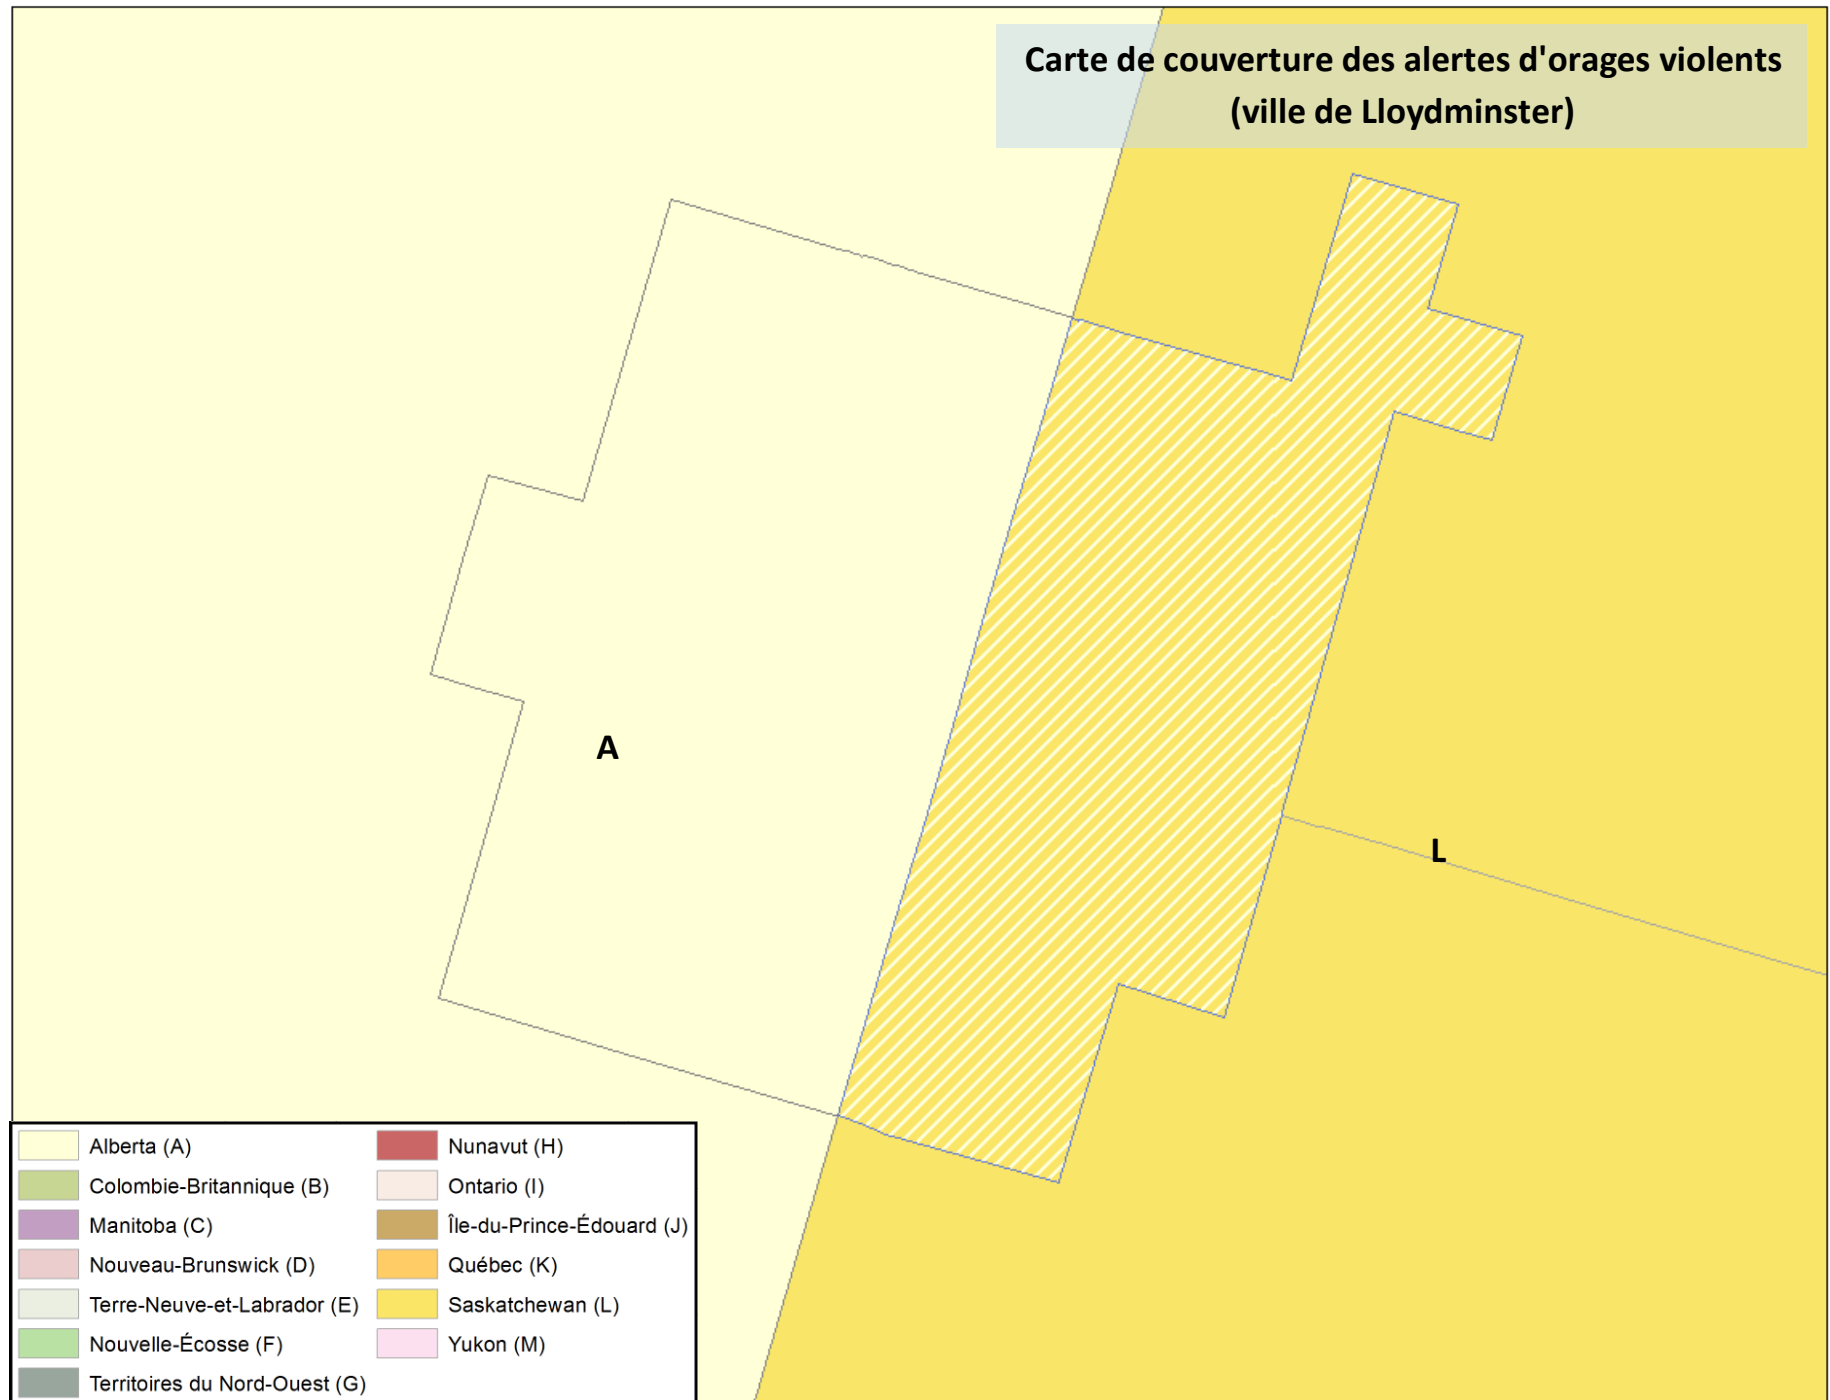 Carte de couverture des alertes d'orages violents
(ville de Lloydminster)
A
L
Alberta (A)
Colombie-Britannique (B)
Manitoba (C)
Nouveau-Brunswick (D)
Terre-Neuve-et-Labrador (E)
Nouvelle-Écosse (F)
Territoires du Nord-Ouest (G)
Nunavut (H)
Ontario (I)
Île-du-Prince-Édouard (J)
Québec (K)
Saskatchewan (L)
Yukon (M)